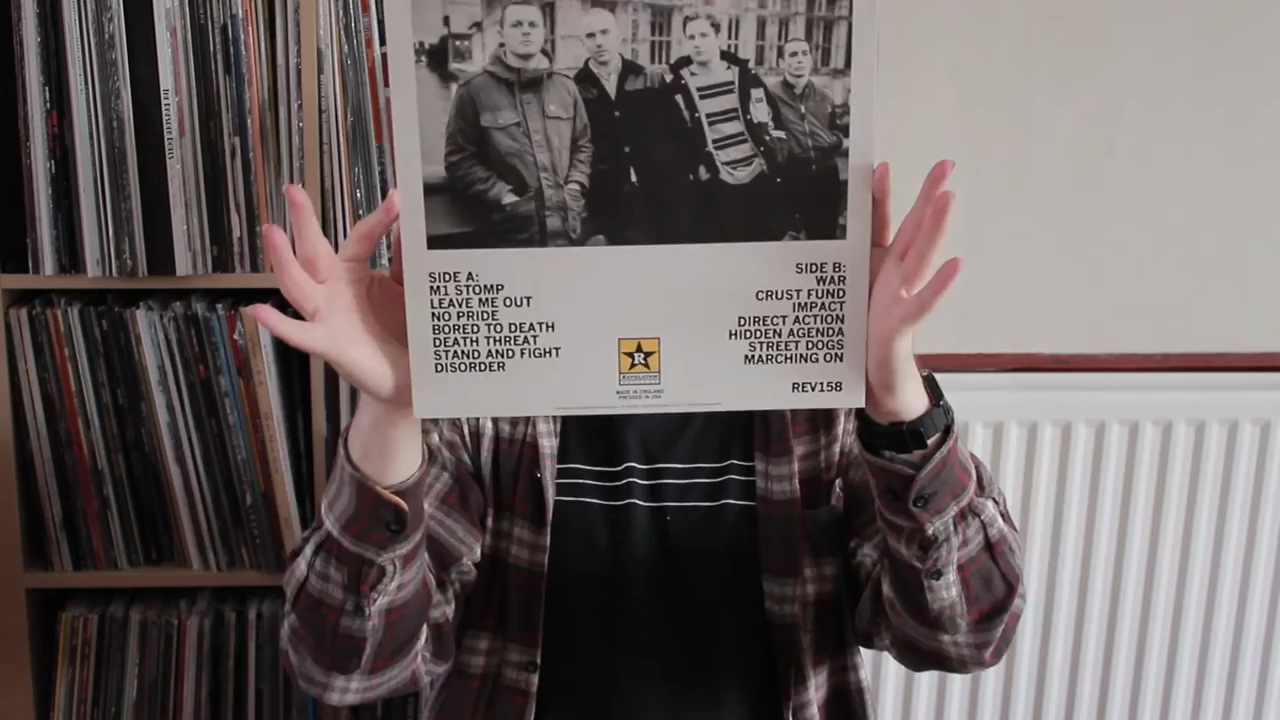 SIDE A:
M1 STOMP
LEAVE ME OUT
NO PRIDE
BORED TO DEATH
DEATH THREAT
STAND AND FIGHT
DISORDER
SIDE B:
WAR
CRUST FUND
IMPACT
DIRECT ACTION
HIDDEN AGENDA
STREET DOGS
MARCHING ON
REV158
R
REVELATION
MADE IN ENGLAND
PRESSED IN USA